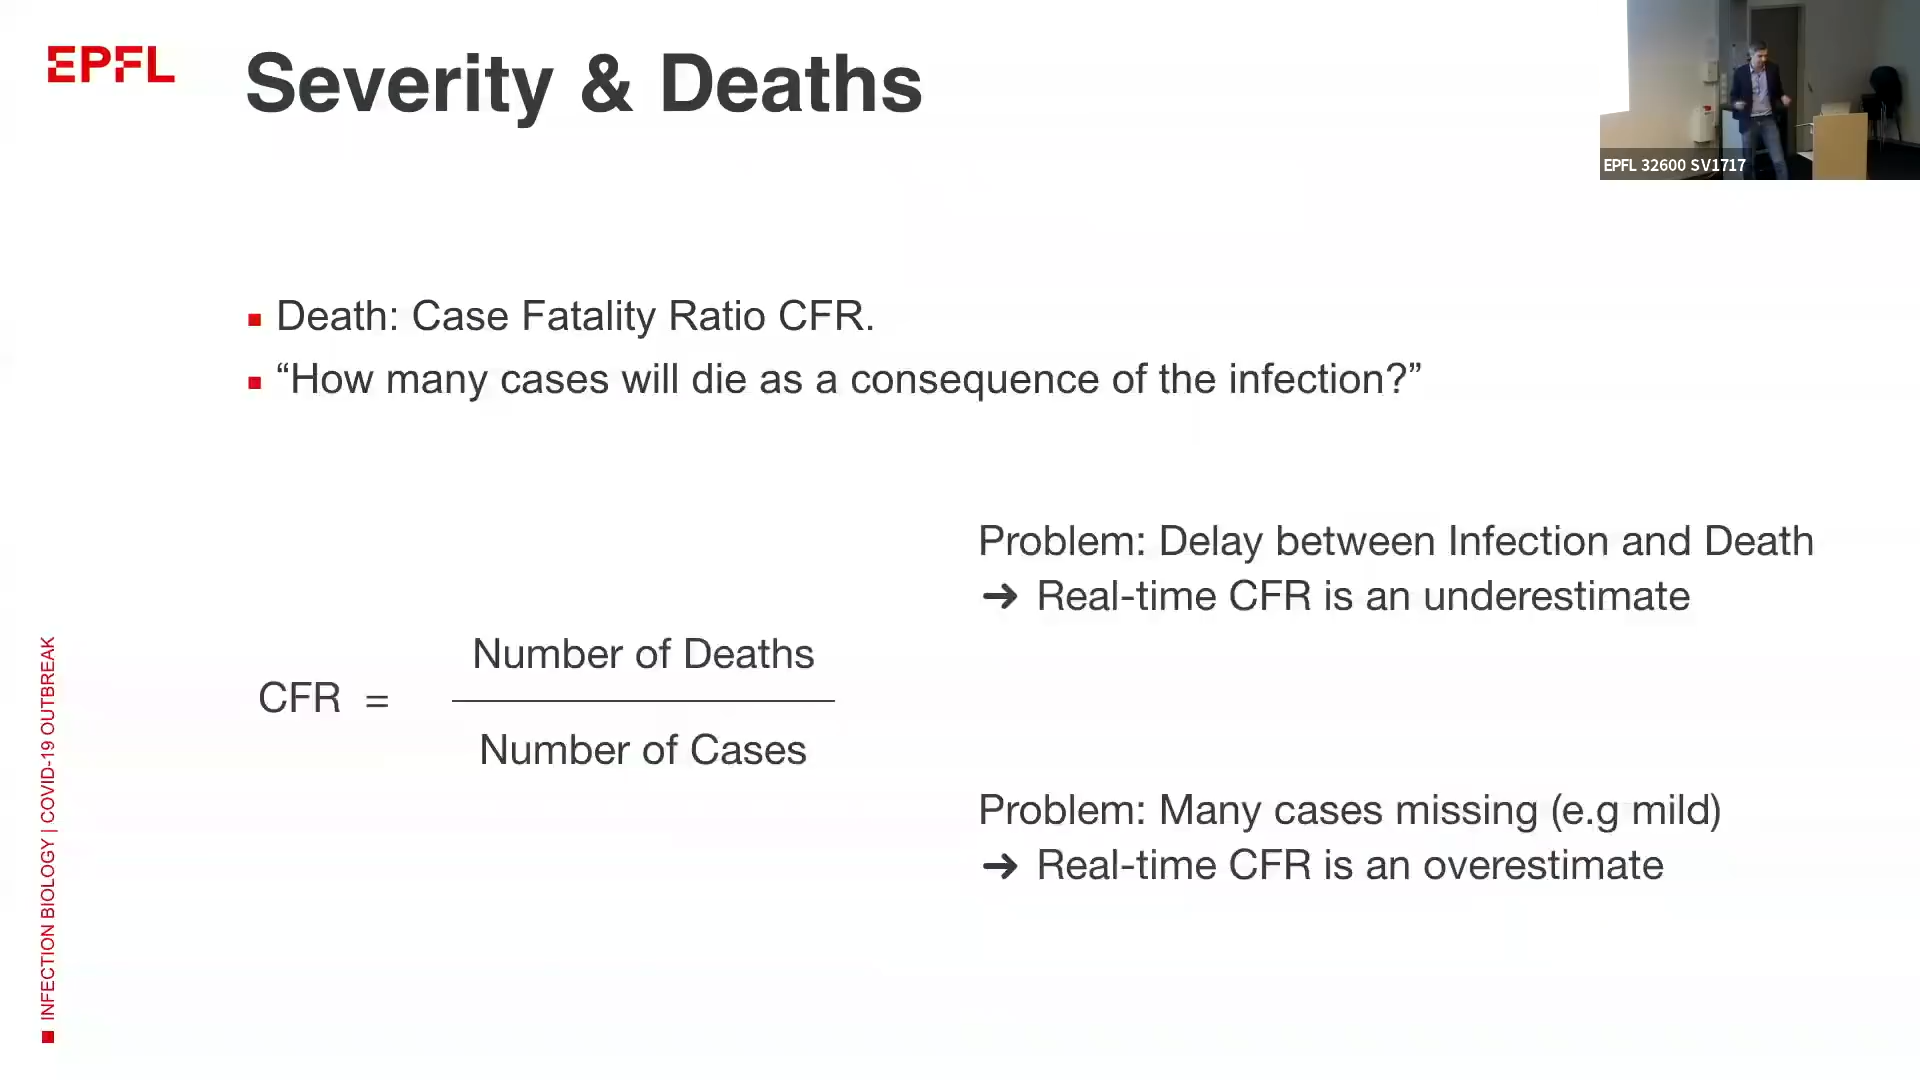 EPFL
Severity & Deaths
EPFL 32600 SV1717
Death: Case Fatality Ratio CFR.
“How many cases will die as a consequence of the infection?”
Problem: Delay between Infection and Death
➔ Real-time CFR is an underestimate
CFR =
Number of Deaths
Number of Cases
Problem: Many cases missing (e.g mild)
➔ Real-time CFR is an overestimate
INFECTION BIOLOGY | COVID-19 OUTBREAK